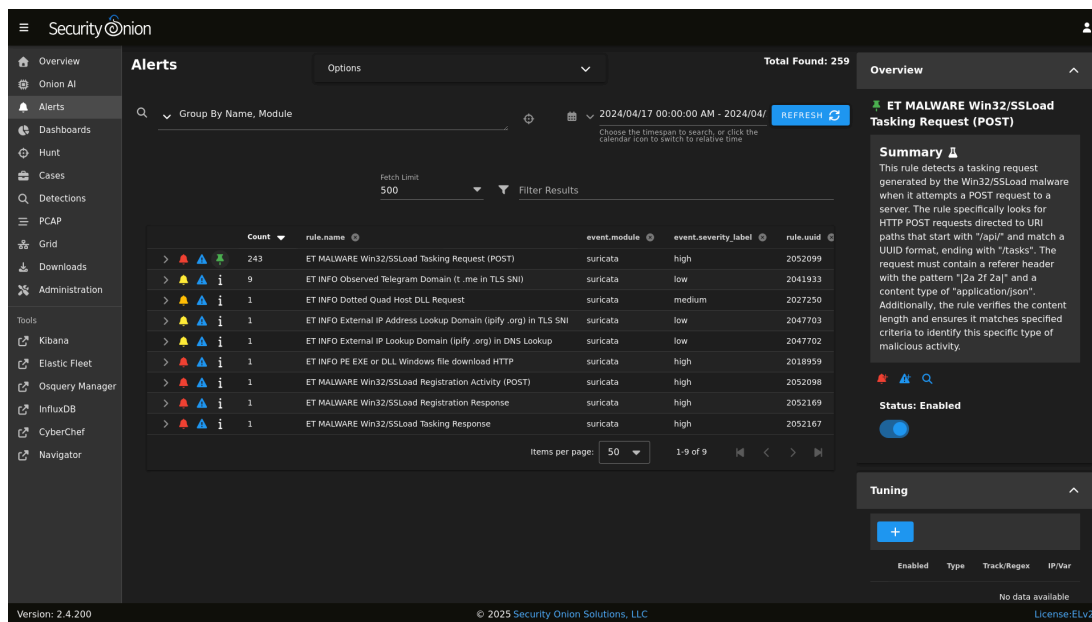 Security Onion
Overview
Onion AI
Alerts
Dashboards
Hunt
Cases
Detections
PCAP
Grid
Downloads
Administration
Tools
Kibana
Elastic Fleet
Osquery Manager
InfluxDB
CyberChef
Navigator
Version: 2.4.200
Alerts
Options
Total Found: 259
Group By Name, Module
2024/04/17 00:00:00 AM - 2024/04/
REFRESH
Choose the timespan to search, or click the
calendar icon to switch to relative time
Fetch Limit
500
Filter Results
Count rule.name event.module event.severity_label rule.uuid
243 ET MALWARE Win32/SSLoad Tasking Request (POST) suricata high 2052099
9 ET INFO Observed Telegram Domain (t .me in TLS SNI) suricata low 2041933
1 ET INFO Dotted Quad Host DLL Request suricata medium 2027250
1 ET INFO External IP Address Lookup Domain (ipify .org) in TLS SNI suricata low 2047703
1 ET INFO External IP Lookup Domain (ipify .org) in DNS Lookup suricata low 2047702
1 ET INFO PE EXE or DLL Windows file download HTTP suricata high 2018959
1 ET MALWARE Win32/SSLoad Registration Activity (POST) suricata high 2052098
1 ET MALWARE Win32/SSLoad Registration Response suricata high 2052169
1 ET MALWARE Win32/SSLoad Tasking Response suricata high 2052167
Items per page: 50 1-9 of 9
Overview
ET MALWARE Win32/SSLoad
Tasking Request (POST)
Summary
This rule detects a tasking request
generated by the Win32/SSLoad malware
when it attempts a POST request to a
server. The rule specifically looks for
HTTP POST requests directed to URI
paths that start with "/api/" and match a
UUID format, ending with "/tasks". The
request must contain a referer header
with the pattern "|2a 2f 2a|" and a
content type of "application/json".
Additionally, the rule verifies the content
length and ensures it matches specified
criteria to identify this specific type of
malicious activity.
Status: Enabled
Tuning
+
Enabled Type Track/Regex IP/Var
No data available
© 2025 Security Onion Solutions, LLC
License:ELv2